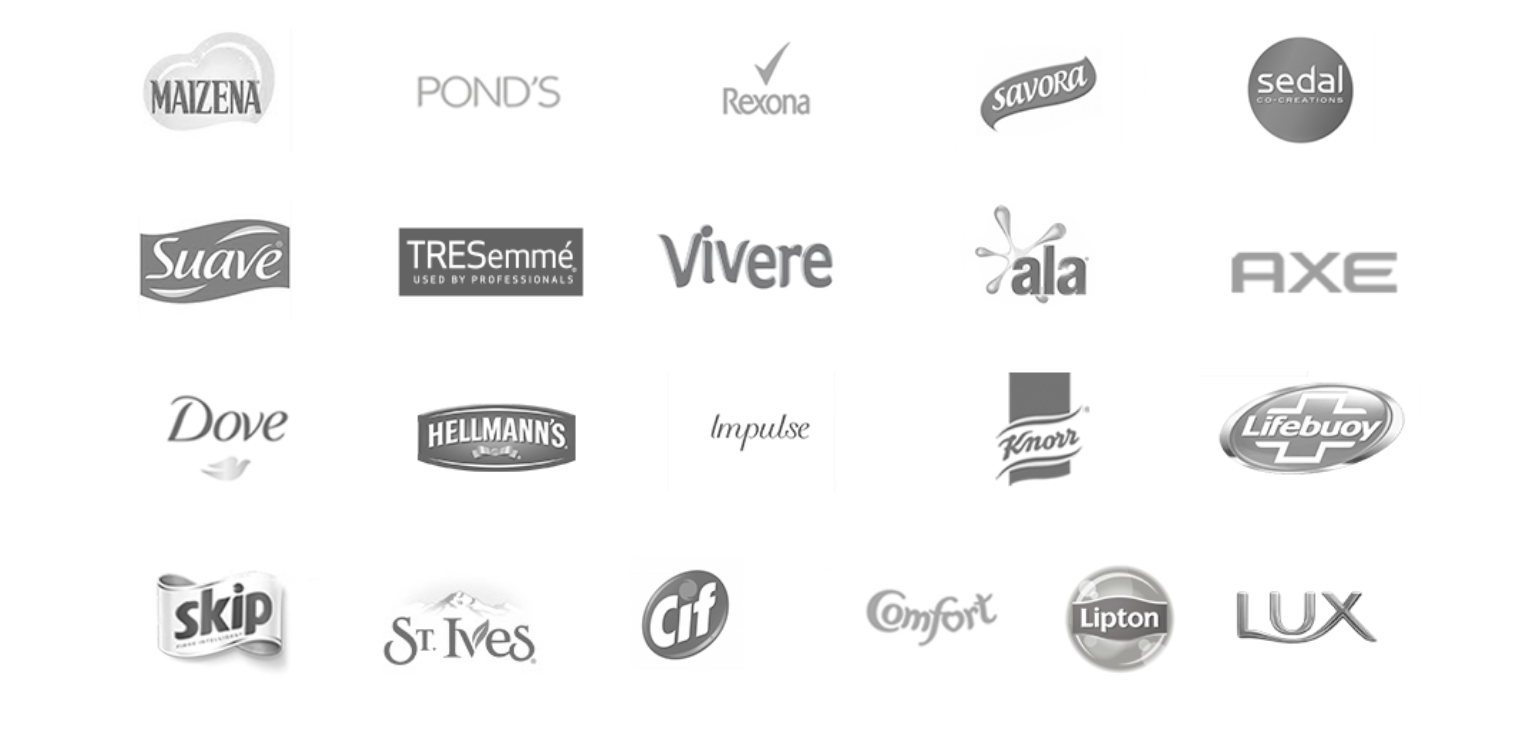 MAIZENA
POND'S
Rexona
savora
sedal
CO-CREATIONS
Suave®
TRESemmé
USED BY PROFESSIONALS
Vivere
ala
AXE
Dove
HELLMANN'S
Impulse
Knorr
Lifebuoy
skip
St. Ives
Cif
Comfort
Lipton
LUX